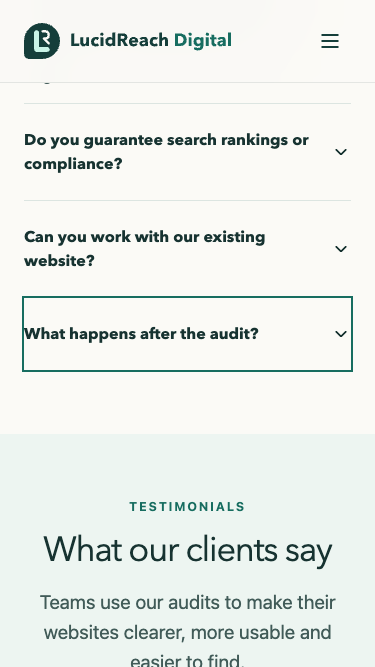 LucidReach Digital
Do you guarantee search rankings or
compliance?
Can you work with our existing
website?
What happens after the audit?
TESTIMONIALS
What our clients say
Teams use our audits to make their
websites clearer, more usable and
easier to find.